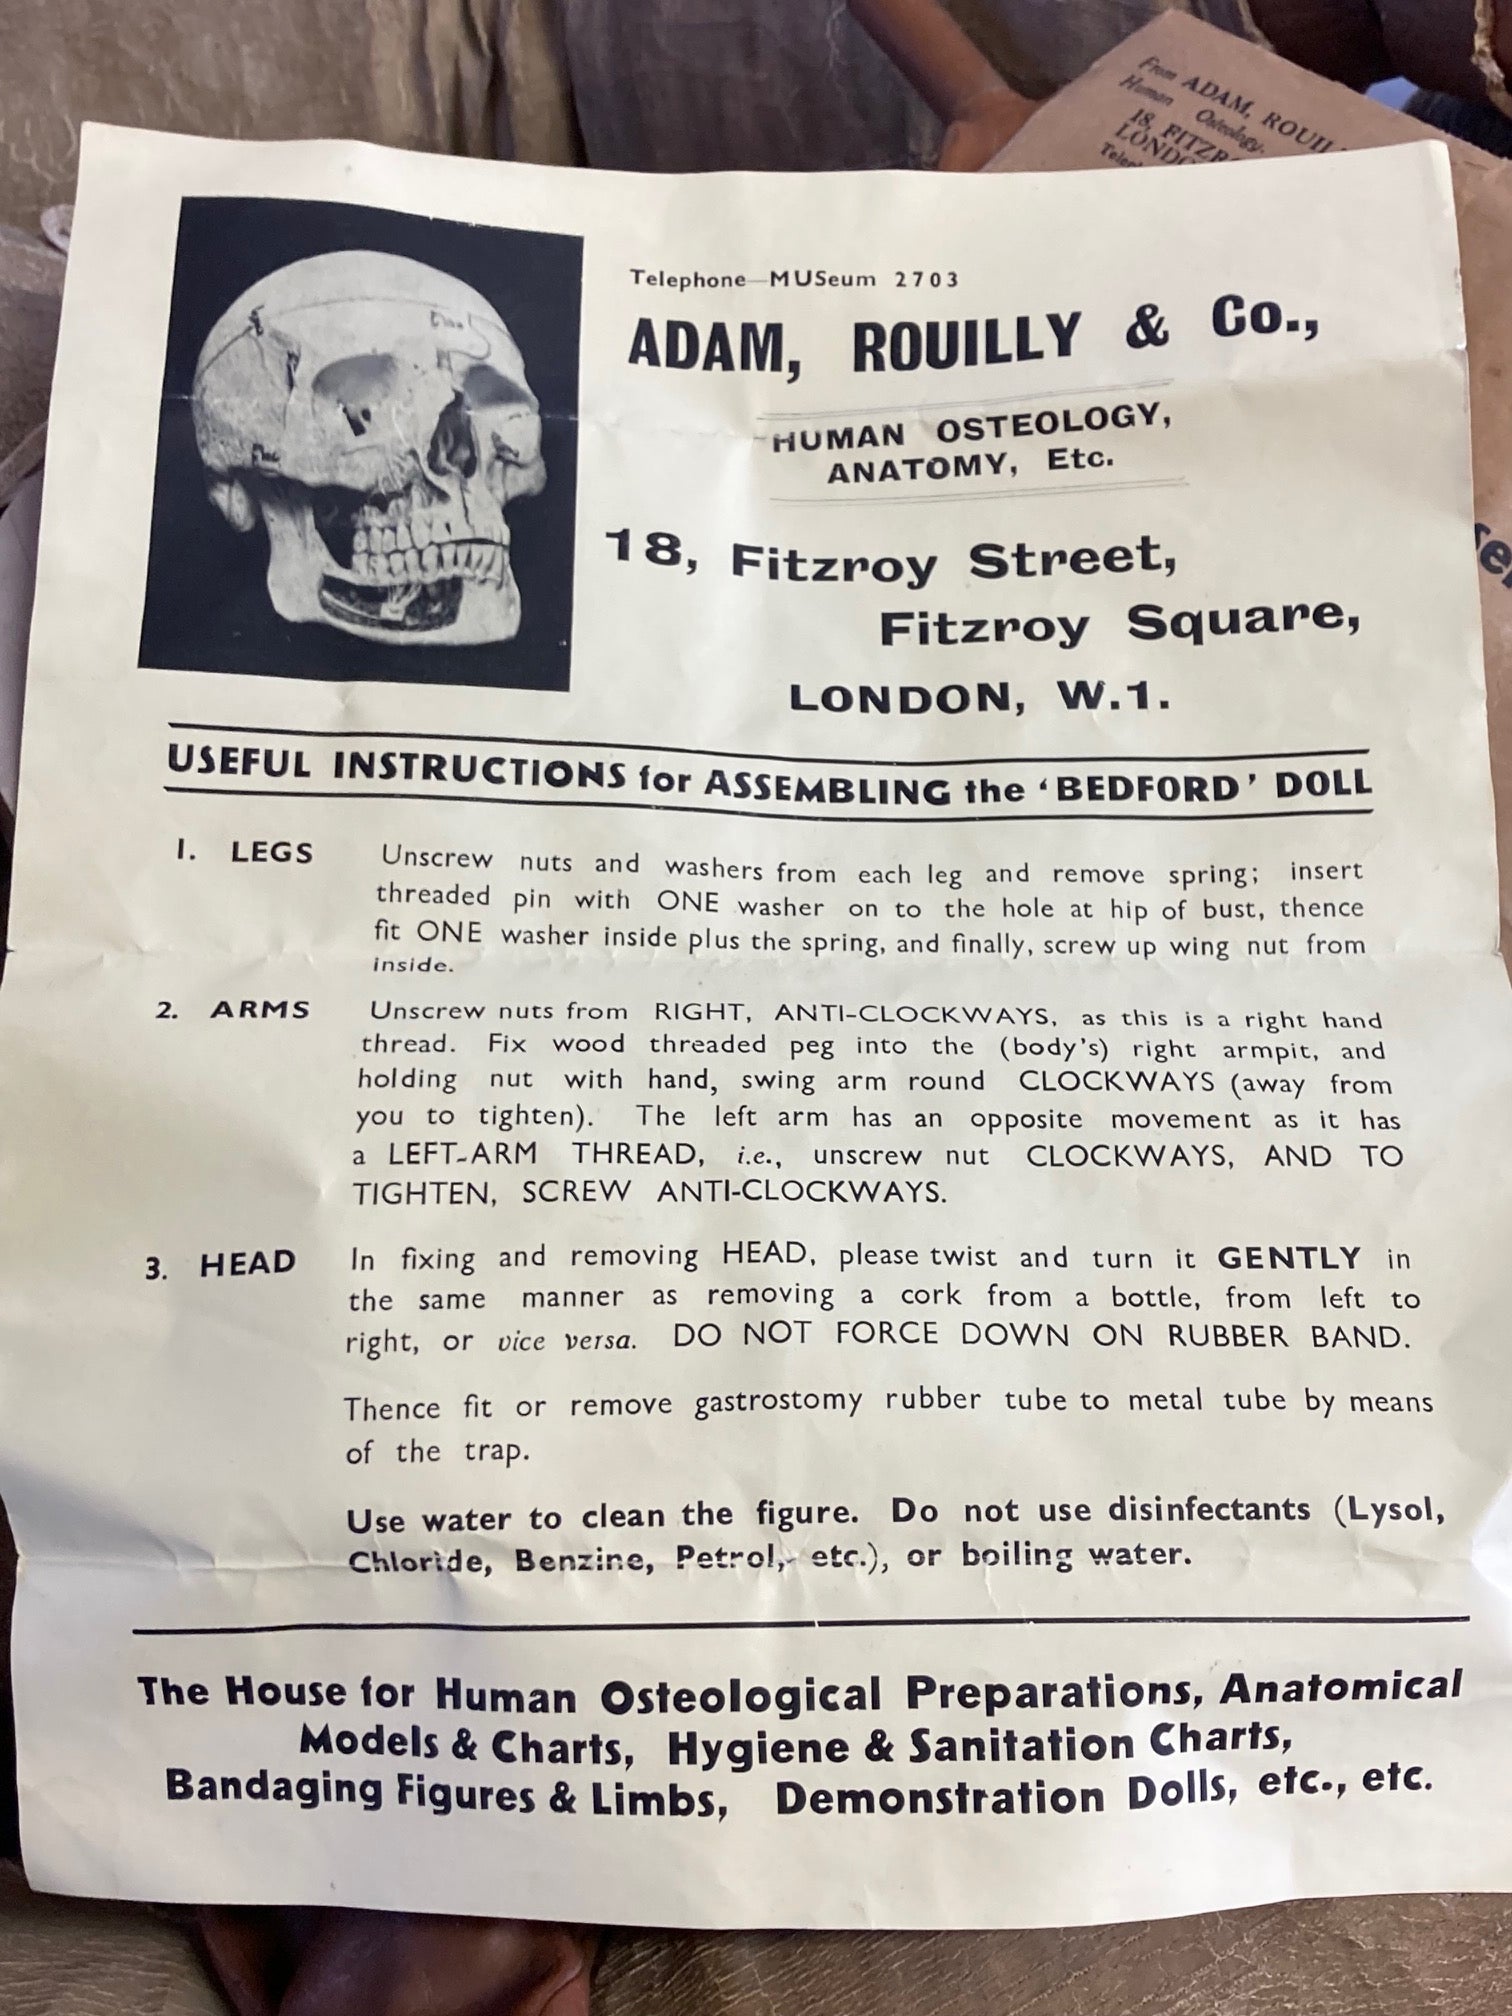 From ADAM, ROUIL
Human Osteology,
18, FITZR
LONDO
Telephone—MUSeum 2703
ADAM, ROUILLY & Co.,
HUMAN OSTEOLOGY,
ANATOMY, Etc.
18, Fitzroy Street,
Fitzroy Square,
LONDON, W.1.
USEFUL INSTRUCTIONS for ASSEMBLING the ‘BEDFORD’ DOLL
1. LEGS Unscrew nuts and washers from each leg and remove spring; insert
threaded pin with ONE washer on to the hole at hip of bust, thence
fit ONE washer inside plus the spring, and finally, screw up wing nut from
inside.
2. ARMS Unscrew nuts from RIGHT, ANTI-CLOCKWAYS, as this is a right hand
thread. Fix wood threaded peg into the (body's) right armpit, and
holding nut with hand, swing arm round CLOCKWAYS (away from
you to tighten). The left arm has an opposite movement as it has
a LEFT-ARM THREAD, i.e., unscrew nut CLOCKWAYS, AND TO
TIGHTEN, SCREW ANTI-CLOCKWAYS.
3. HEAD In fixing and removing HEAD, please twist and turn it GENTLY in
the same manner as removing a cork from a bottle, from left to
right, or vice versa. DO NOT FORCE DOWN ON RUBBER BAND.
Thence fit or remove gastrostomy rubber tube to metal tube by means
of the trap.
Use water to clean the figure. Do not use disinfectants (Lysol,
Chloride, Benzine, Petrol, etc.), or boiling water.
The House for Human Osteological Preparations, Anatomical
Models & Charts, Hygiene & Sanitation Charts,
Bandaging Figures & Limbs, Demonstration Dolls, etc., etc.